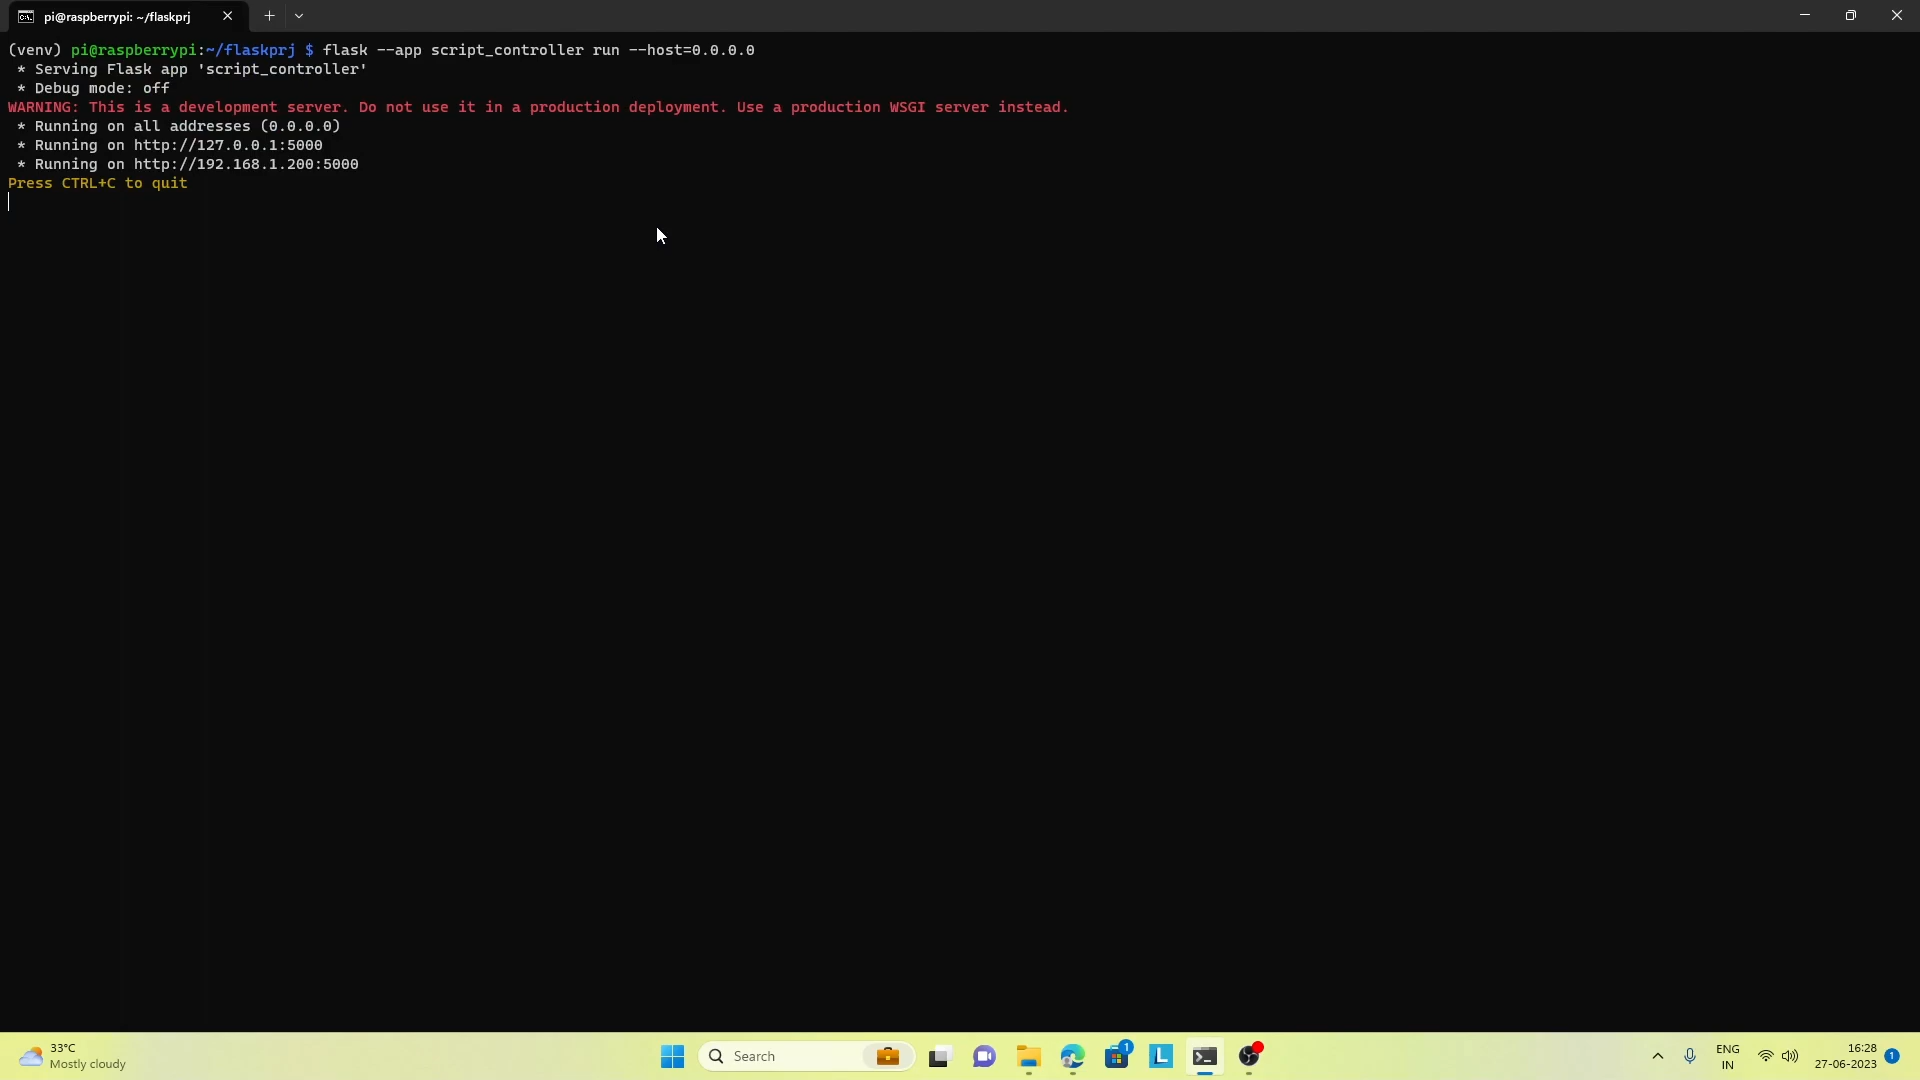 pi@raspberrypi: ~/flaskprj
(venv) pi@raspberrypi:~/flaskprj $ flask --app script_controller run --host=0.0.0.0
* Serving Flask app 'script_controller'
* Debug mode: off
WARNING: This is a development server. Do not use it in a production deployment. Use a production WSGI server instead.
* Running on all addresses (0.0.0.0)
* Running on http://127.0.0.1:5000
* Running on http://192.168.1.200:5000
Press CTRL+C to quit
33°C
Mostly cloudy
Search
1
L
ENG
IN
16:28
27-06-2023
1